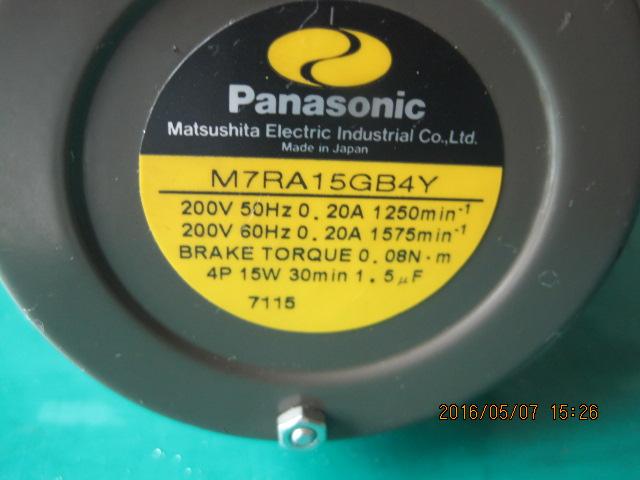 Panasonic
Matsushita Electric Industrial Co.,Ltd.
Made in Japan
M7RA15GB4Y
200V 50Hz 0.20A 1250min⁻¹
200V 60Hz 0.20A 1575min⁻¹
BRAKE TORQUE 0.08N·m
4P 15W 30min 1.5μF
7115
2016/05/07 15:26